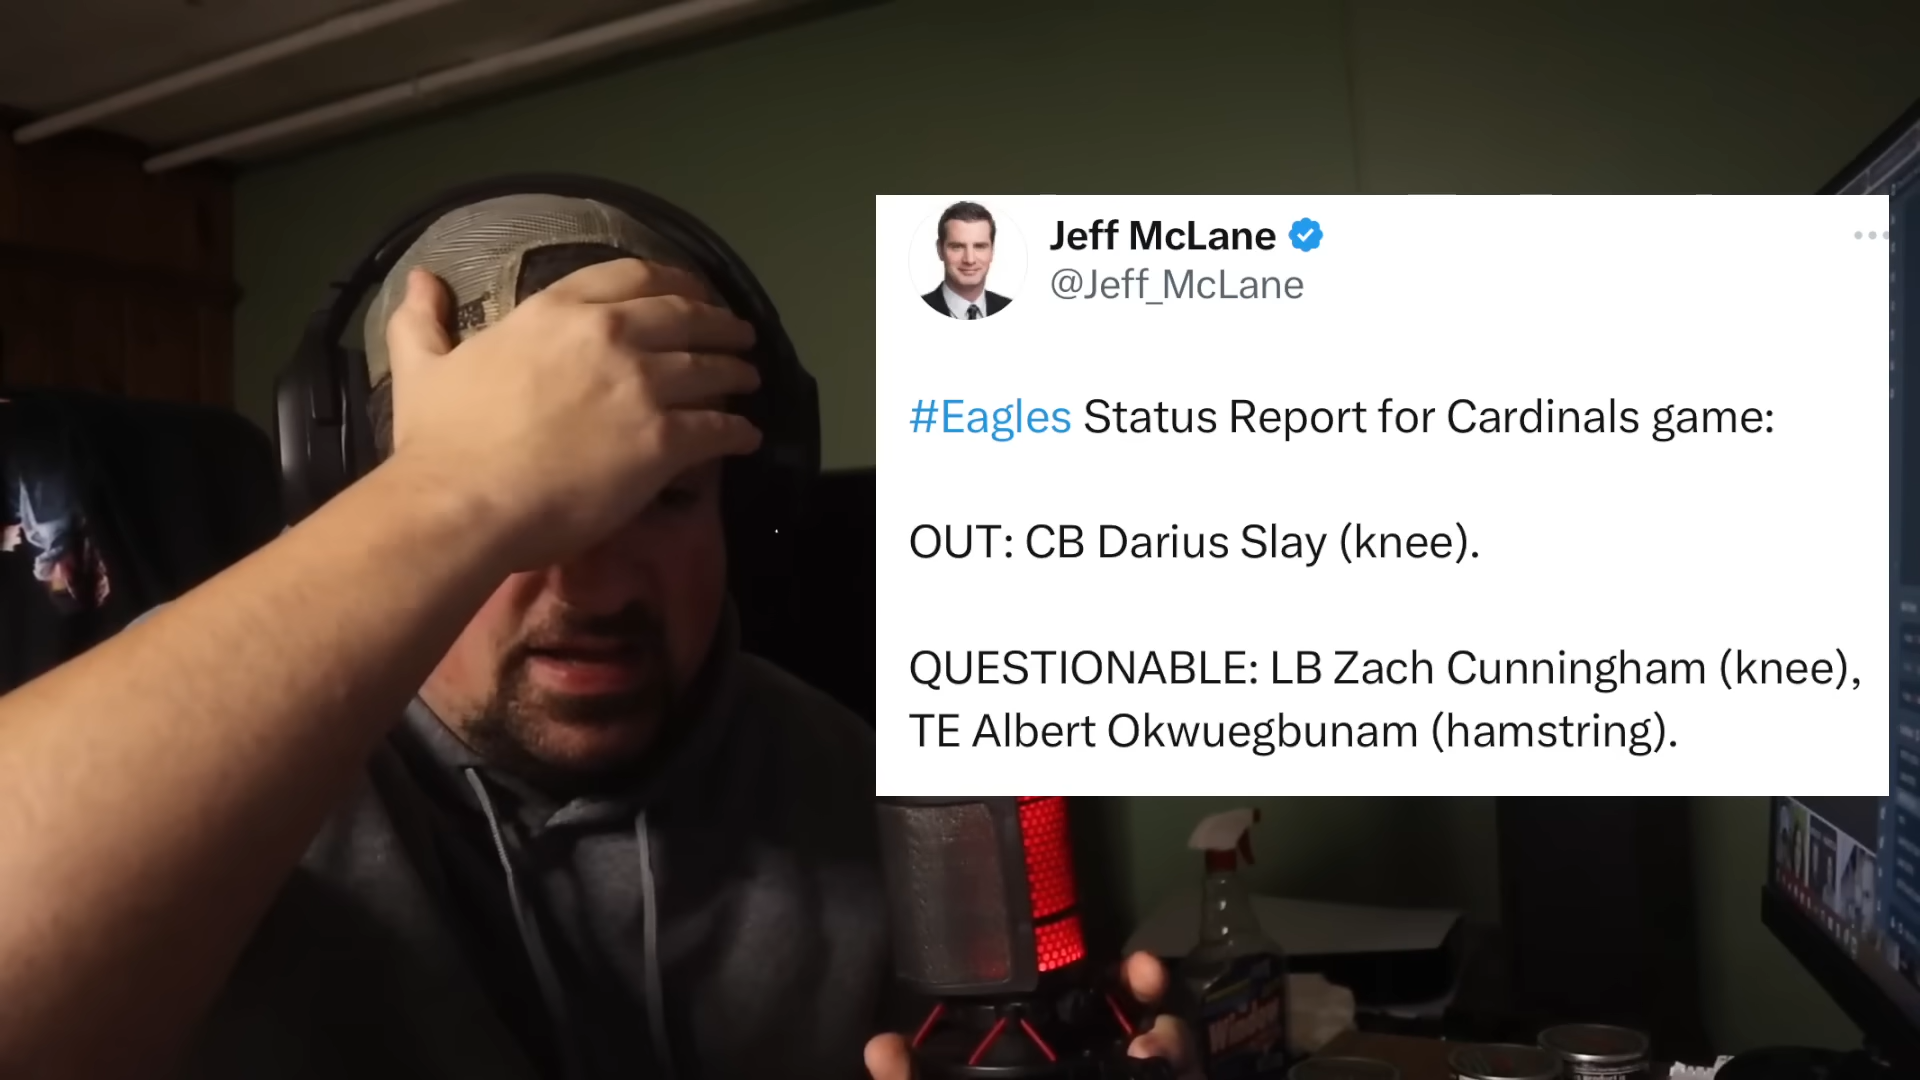 Jeff McLane
@Jeff_McLane
#Eagles Status Report for Cardinals game:
OUT: CB Darius Slay (knee).
QUESTIONABLE: LB Zach Cunningham (knee),
TE Albert Okwuegbunam (hamstring).